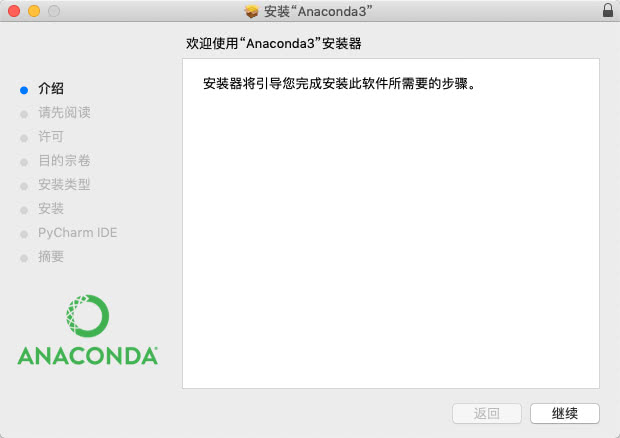 安装“Anaconda3”
欢迎使用“Anaconda3”安装器
介绍
请先阅读
许可
目的宗卷
安装类型
安装
PyCharm IDE
摘要
安装器将引导您完成安装此软件所需要的步骤。
ANACONDA
返回
继续